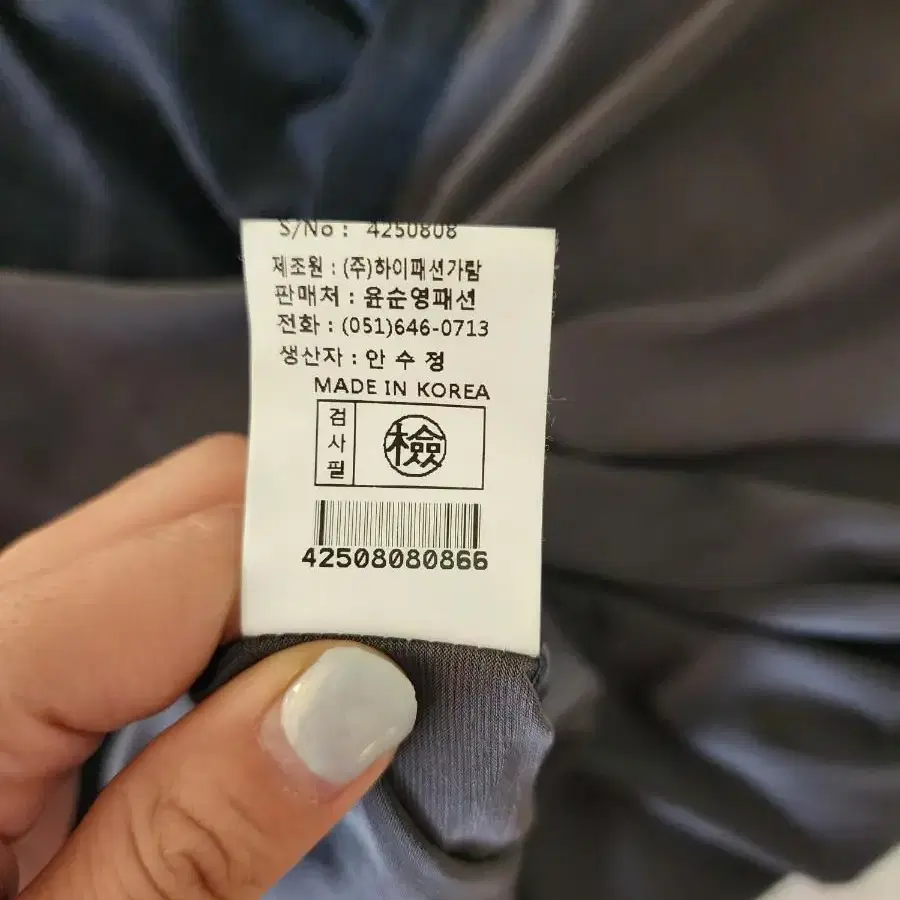 S/No : 4250808
제조원 : (주)하이패션가람
판매처 : 윤순영패션
전화 : (051)646-0713
생산자 : 안 수 정
MADE IN KOREA
검사필
檢
42508080866